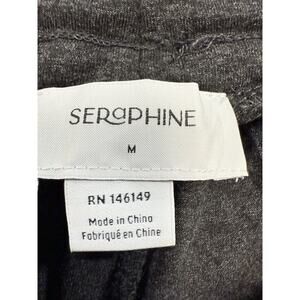 SERaPHINE
M
RN 146149
Made in China
Fabriqué en Chine